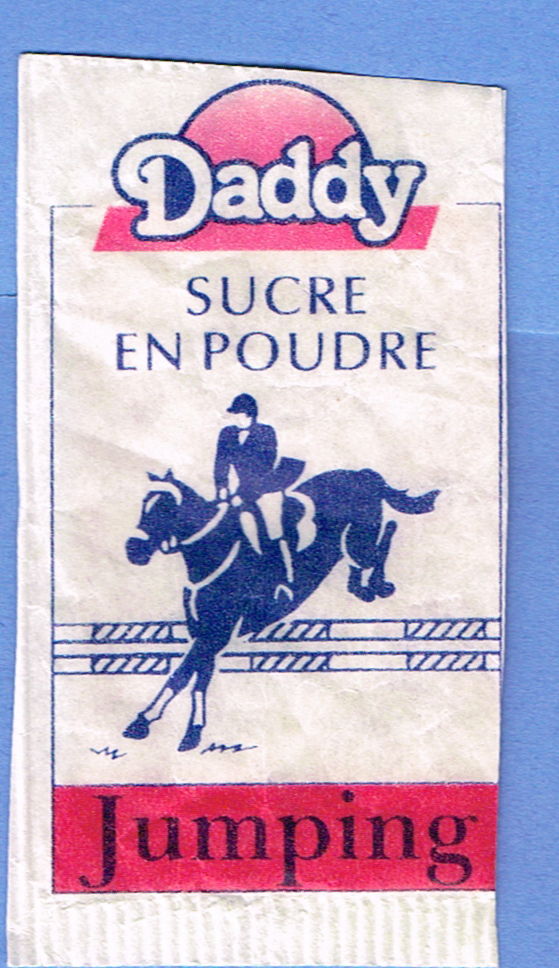 Daddy
SUCRE
EN POUDRE
Jumping